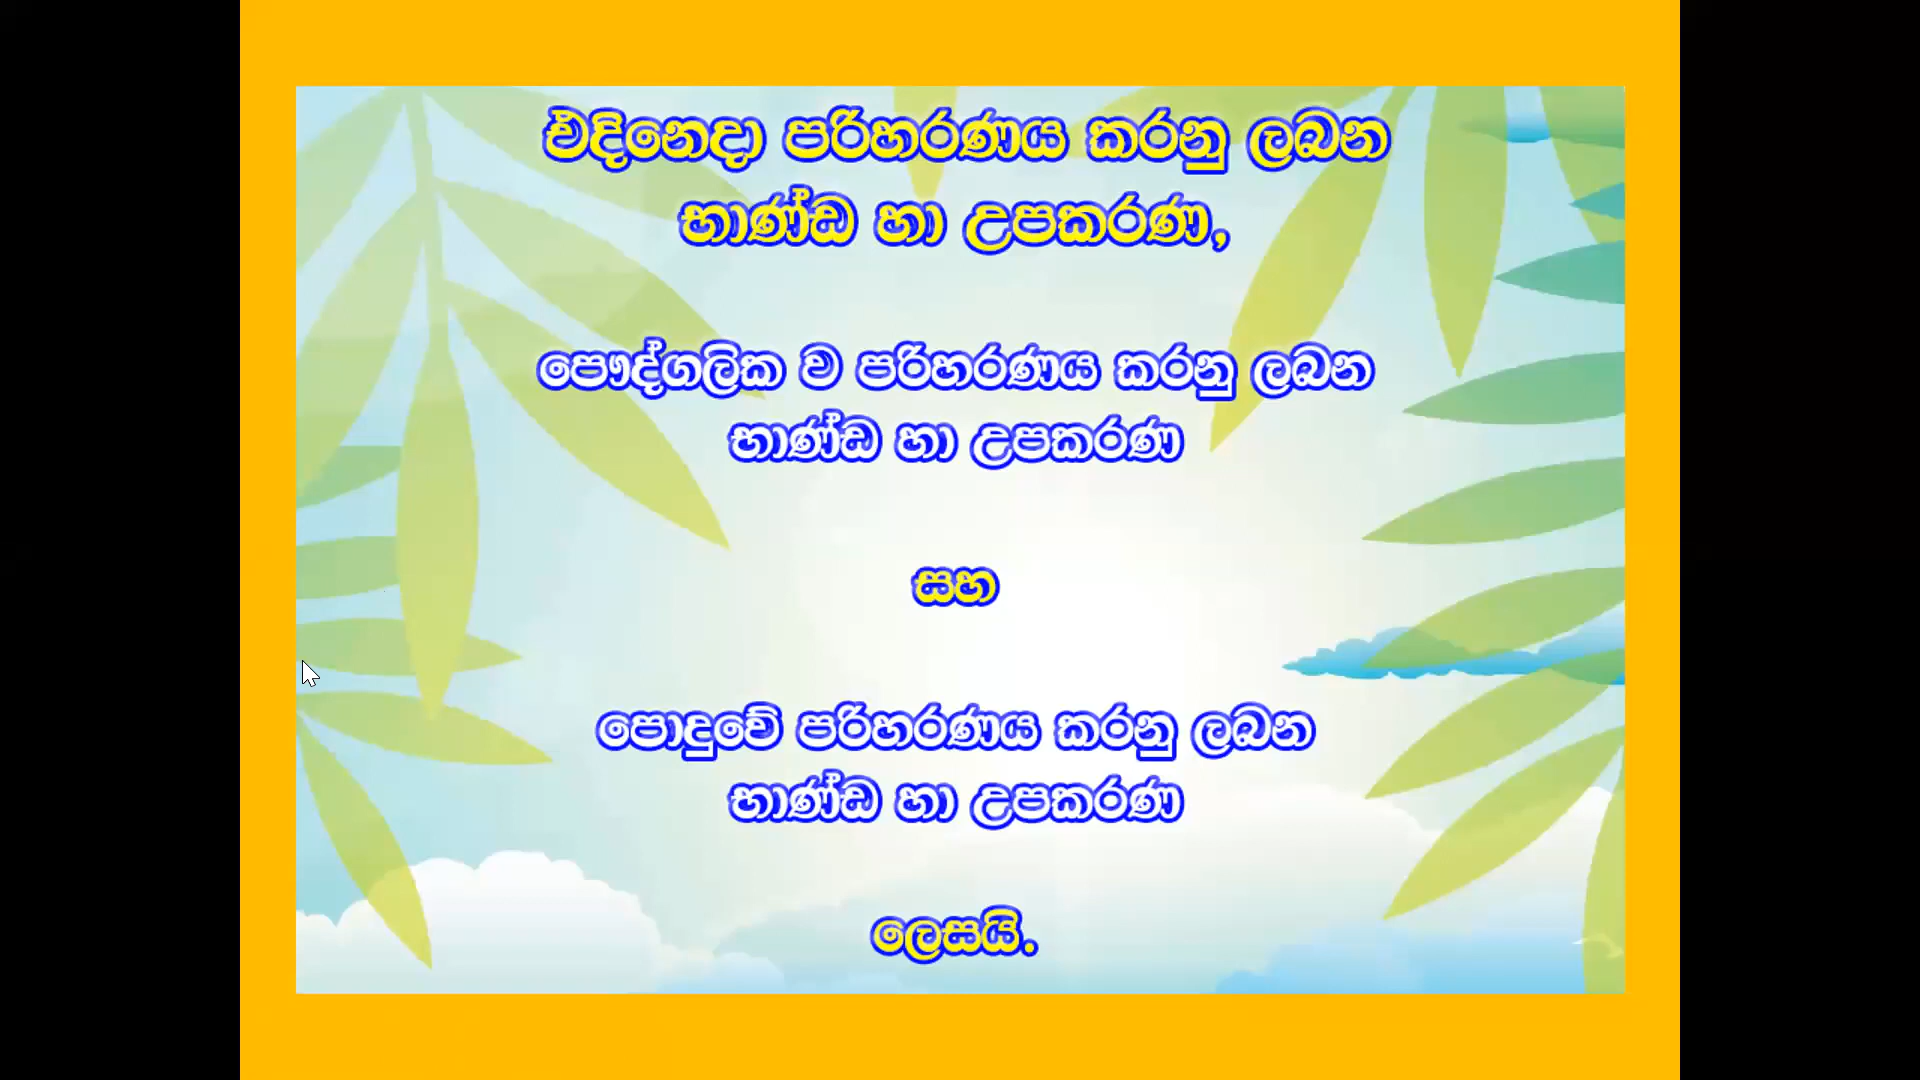 එදිනෙදා පරිහරණය කරනු ලබන
භාණ්ඩ හා උපකරණ,
පෞද්ගලික ව පරිහරණය කරනු ලබන
භාණ්ඩ හා උපකරණ
සහ
පොදුවේ පරිහරණය කරනු ලබන
භාණ්ඩ හා උපකරණ
ලෙසයි.